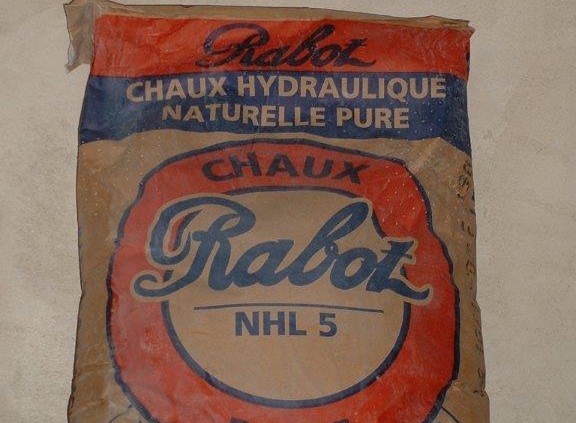 Rabot
CHAUX HYDRAULIQUE
NATURELLE PURE
CHAUX
Rabot
NHL 5